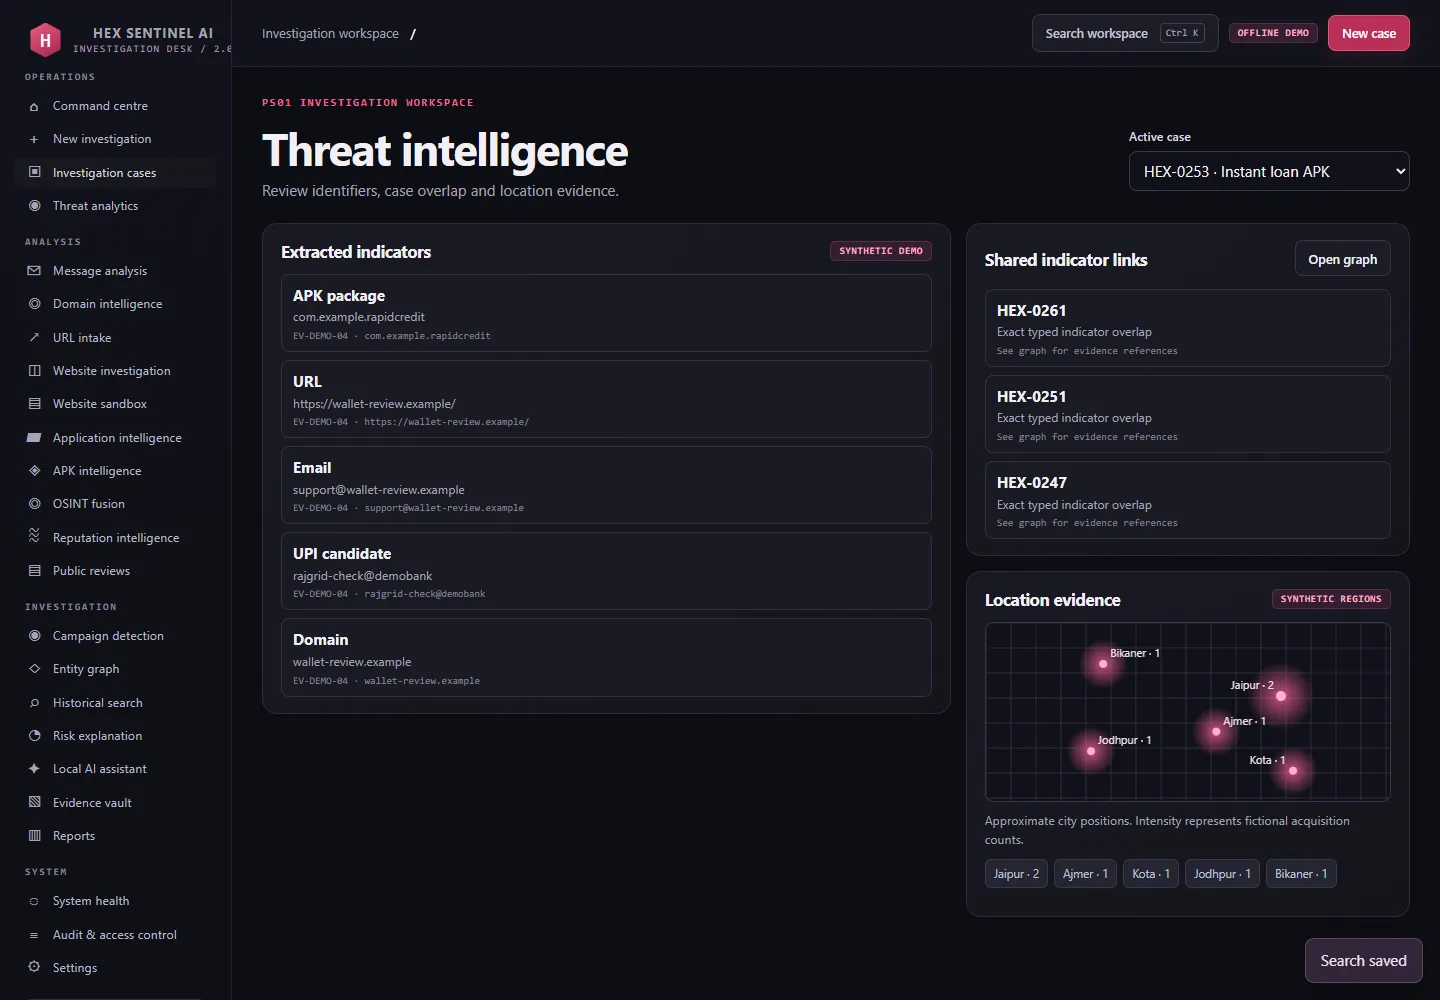 H
HEX SENTINEL AI
INVESTIGATION DESK / 2.0
OPERATIONS
Command centre
New investigation
Investigation cases
Threat analytics
ANALYSIS
Message analysis
Domain intelligence
URL intake
Website investigation
Website sandbox
Application intelligence
APK intelligence
OSINT fusion
Reputation intelligence
Public reviews
INVESTIGATION
Campaign detection
Entity graph
Historical search
Risk explanation
Local AI assistant
Evidence vault
Reports
SYSTEM
System health
Audit & access control
Settings
Investigation workspace /
Search workspace Ctrl K
OFFLINE DEMO
New case
PS01 INVESTIGATION WORKSPACE
Threat intelligence
Review identifiers, case overlap and location evidence.
Active case
HEX-0253 · Instant loan APK
Extracted indicators
SYNTHETIC DEMO
APK package
com.example.rapidcredit
EV-DEMO-04 · com.example.rapidcredit
URL
https://wallet-review.example/
EV-DEMO-04 · https://wallet-review.example/
Email
support@wallet-review.example
EV-DEMO-04 · support@wallet-review.example
UPI candidate
rajgrid-check@demobank
EV-DEMO-04 · rajgrid-check@demobank
Domain
wallet-review.example
EV-DEMO-04 · wallet-review.example
Shared indicator links
Open graph
HEX-0261
Exact typed indicator overlap
See graph for evidence references
HEX-0251
Exact typed indicator overlap
See graph for evidence references
HEX-0247
Exact typed indicator overlap
See graph for evidence references
Location evidence
SYNTHETIC REGIONS
Bikaner · 1
Jaipur · 2
Ajmer · 1
Jodhpur · 1
Kota · 1
Approximate city positions. Intensity represents fictional acquisition
counts.
Jaipur · 2
Ajmer · 1
Kota · 1
Jodhpur · 1
Bikaner · 1
Search saved